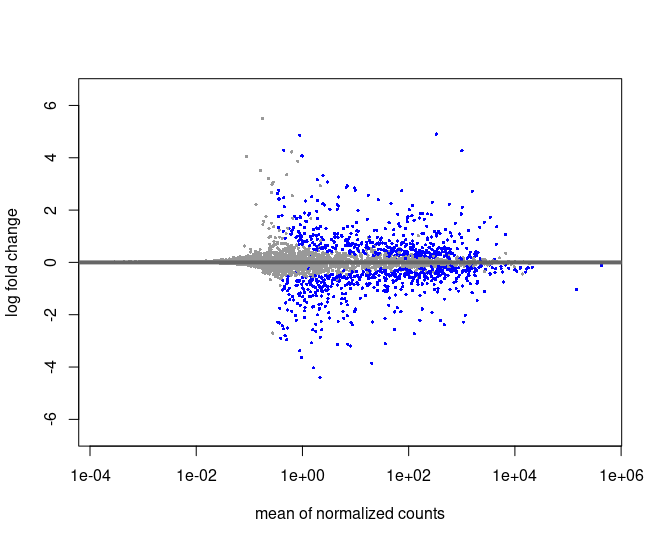 6
4
2
0
-2
-4
-6
log fold change
1e-04
1e-02
1e+00
1e+02
1e+04
1e+06
mean of normalized counts